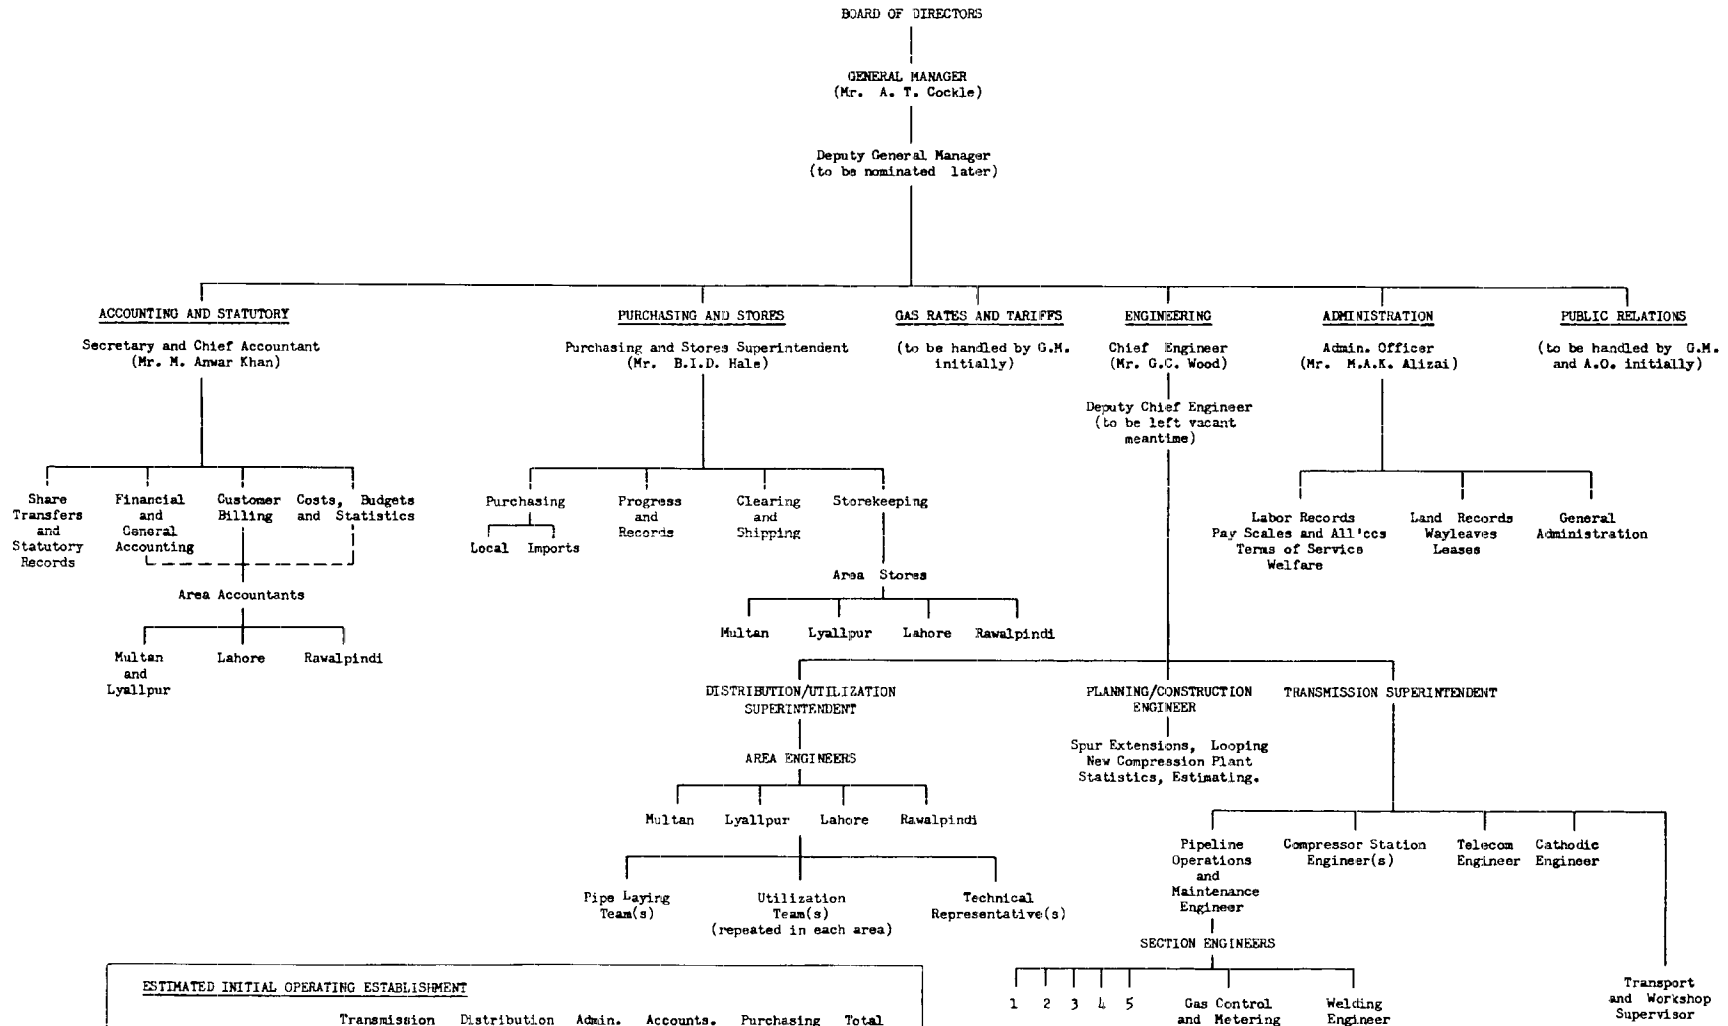 BOARD OF DIRECTORS
GENERAL MANAGER
(Mr. A. T. Cockle)
Deputy General Manager
(to be nominated later)
ACCOUNTING AND STATUTORY
Secretary and Chief Accountant
(Mr. M. Anwar Khan)
PURCHASING AND STORES
Purchasing and Stores Superintendent
(Mr. B.I.D. Hale)
GAS RATES AND TARIFFS
(to be handled by G.M.
initially)
ENGINEERING
Chief Engineer
(Mr. G.C. Wood)
Deputy Chief Engineer
(to be left vacant
meantime)
ADMINISTRATION
Admin. Officer
(Mr. M.A.K. Alizai)
PUBLIC RELATIONS
(to be handled by G.M.
and A.O. initially)
Share
Transfers
and
Statutory
Records
Financial
and
General
Accounting
Customer
Billing
Costs, Budgets
and Statistics
Area Accountants
Multan
and
Lyallpur
Lahore
Rawalpindi
Purchasing
Local Imports
Progress
and
Records
Clearing
and
Shipping
Storekeeping
Area Stores
Multan
Lyallpur
Lahore
Rawalpindi
Labor Records
Pay Scales and All'ces
Terms of Service
Welfare
Land Records
Wayleaves
Leases
General
Administration
DISTRIBUTION/UTILIZATION
SUPERINTENDENT
AREA ENGINEERS
Multan
Lyallpur
Lahore
Rawalpindi
Pipe Laying
Team(s)
Utilization
Team(s)
(repeated in each area)
Technical
Representative(s)
PLANNING/CONSTRUCTION
ENGINEER
Spur Extensions, Looping
New Compression Plant
Statistics, Estimating.
TRANSMISSION SUPERINTENDENT
Pipeline
Operations
and
Maintenance
Engineer
Compressor Station
Engineer(s)
Telecom
Engineer
Cathodic
Engineer
SECTION ENGINEERS
1 2 3 4 5
Gas Control
and Metering
Welding
Engineer
Transport
and Workshop
Supervisor
ESTIMATED INITIAL OPERATING ESTABLISHMENT
Transmission Distribution Admin. Accounts. Purchasing Total